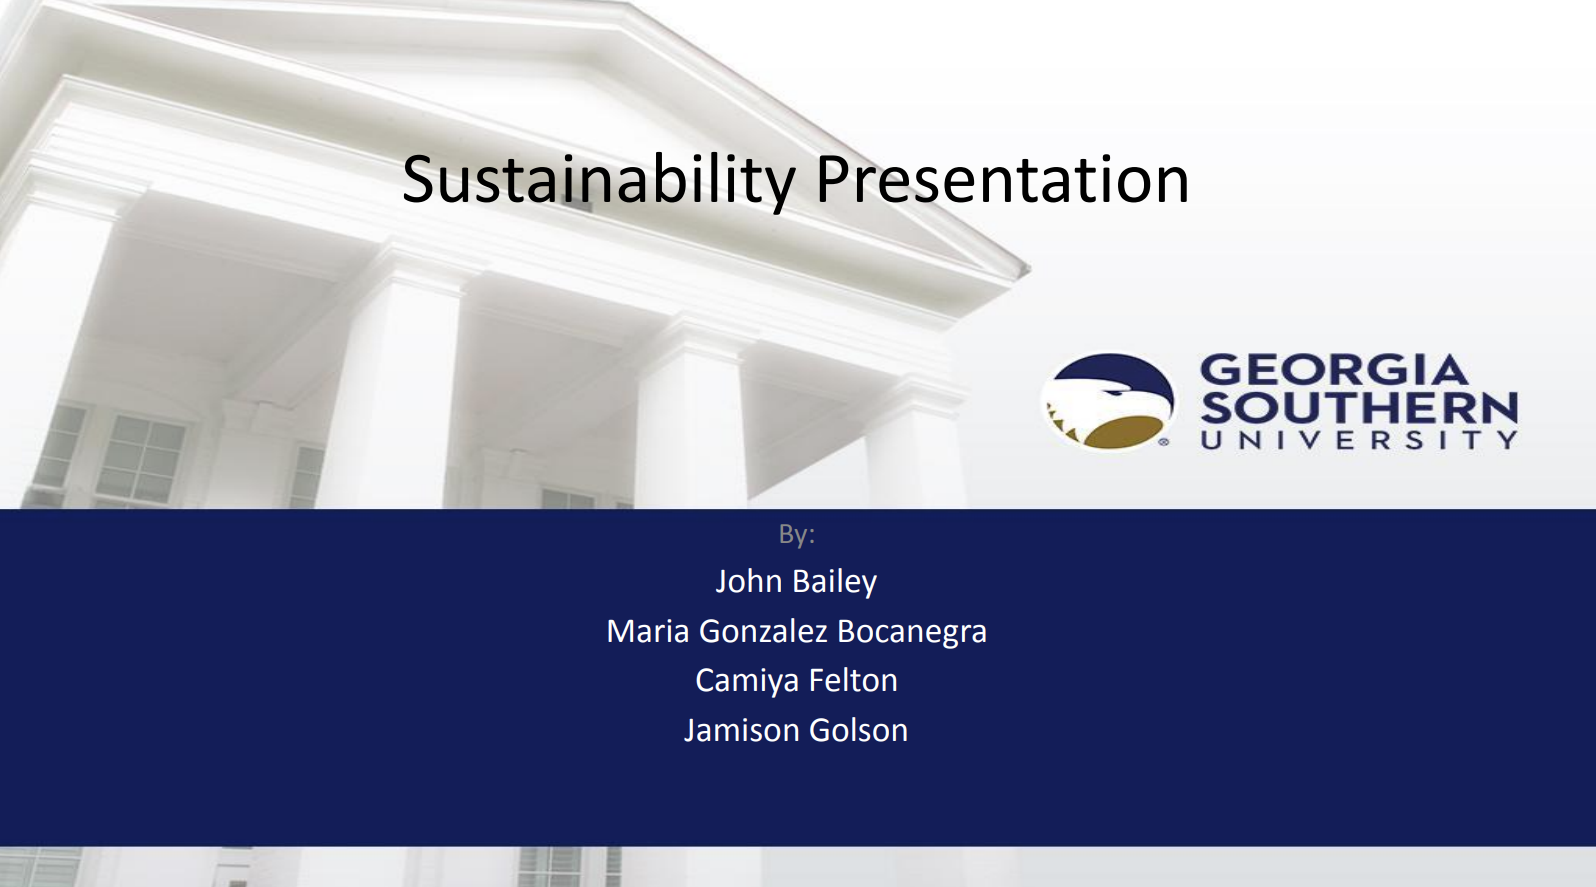 Sustainability Presentation
GEORGIA
SOUTHERN
UNIVERSITY
®
By:
John Bailey
Maria Gonzalez Bocanegra
Camiya Felton
Jamison Golson